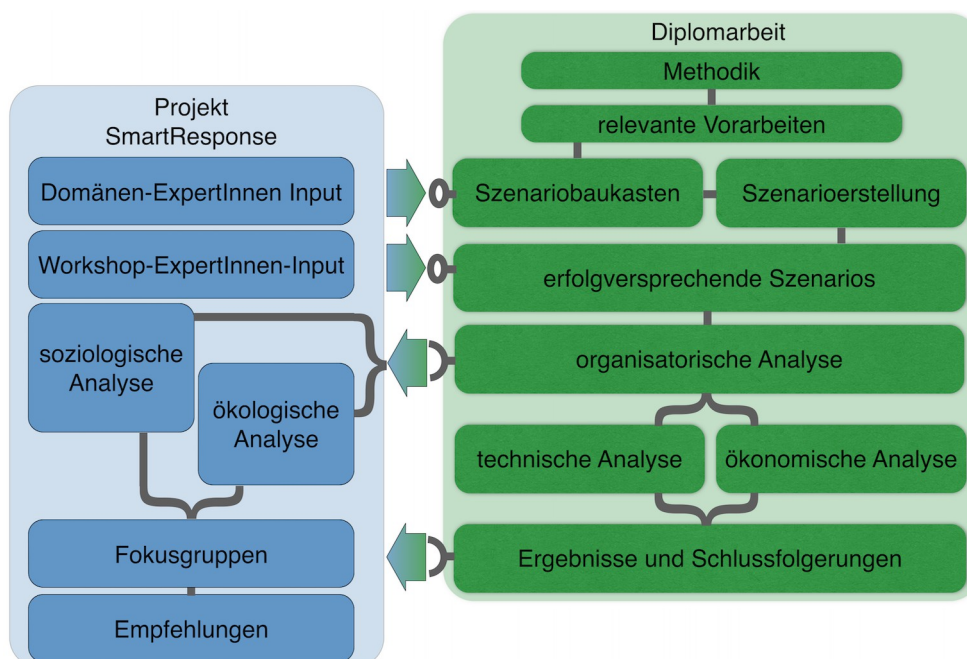 Projekt
SmartResponse
Domänen-ExpertInnen Input
Workshop-ExpertInnen-Input
soziologische
Analyse
ökologische
Analyse
Fokusgruppen
Empfehlungen
Diplomarbeit
Methodik
relevante Vorarbeiten
Szenariobaukasten
Szenarioerstellung
erfolgversprechende Szenarios
organisatorische Analyse
technische Analyse
ökonomische Analyse
Ergebnisse und Schlussfolgerungen